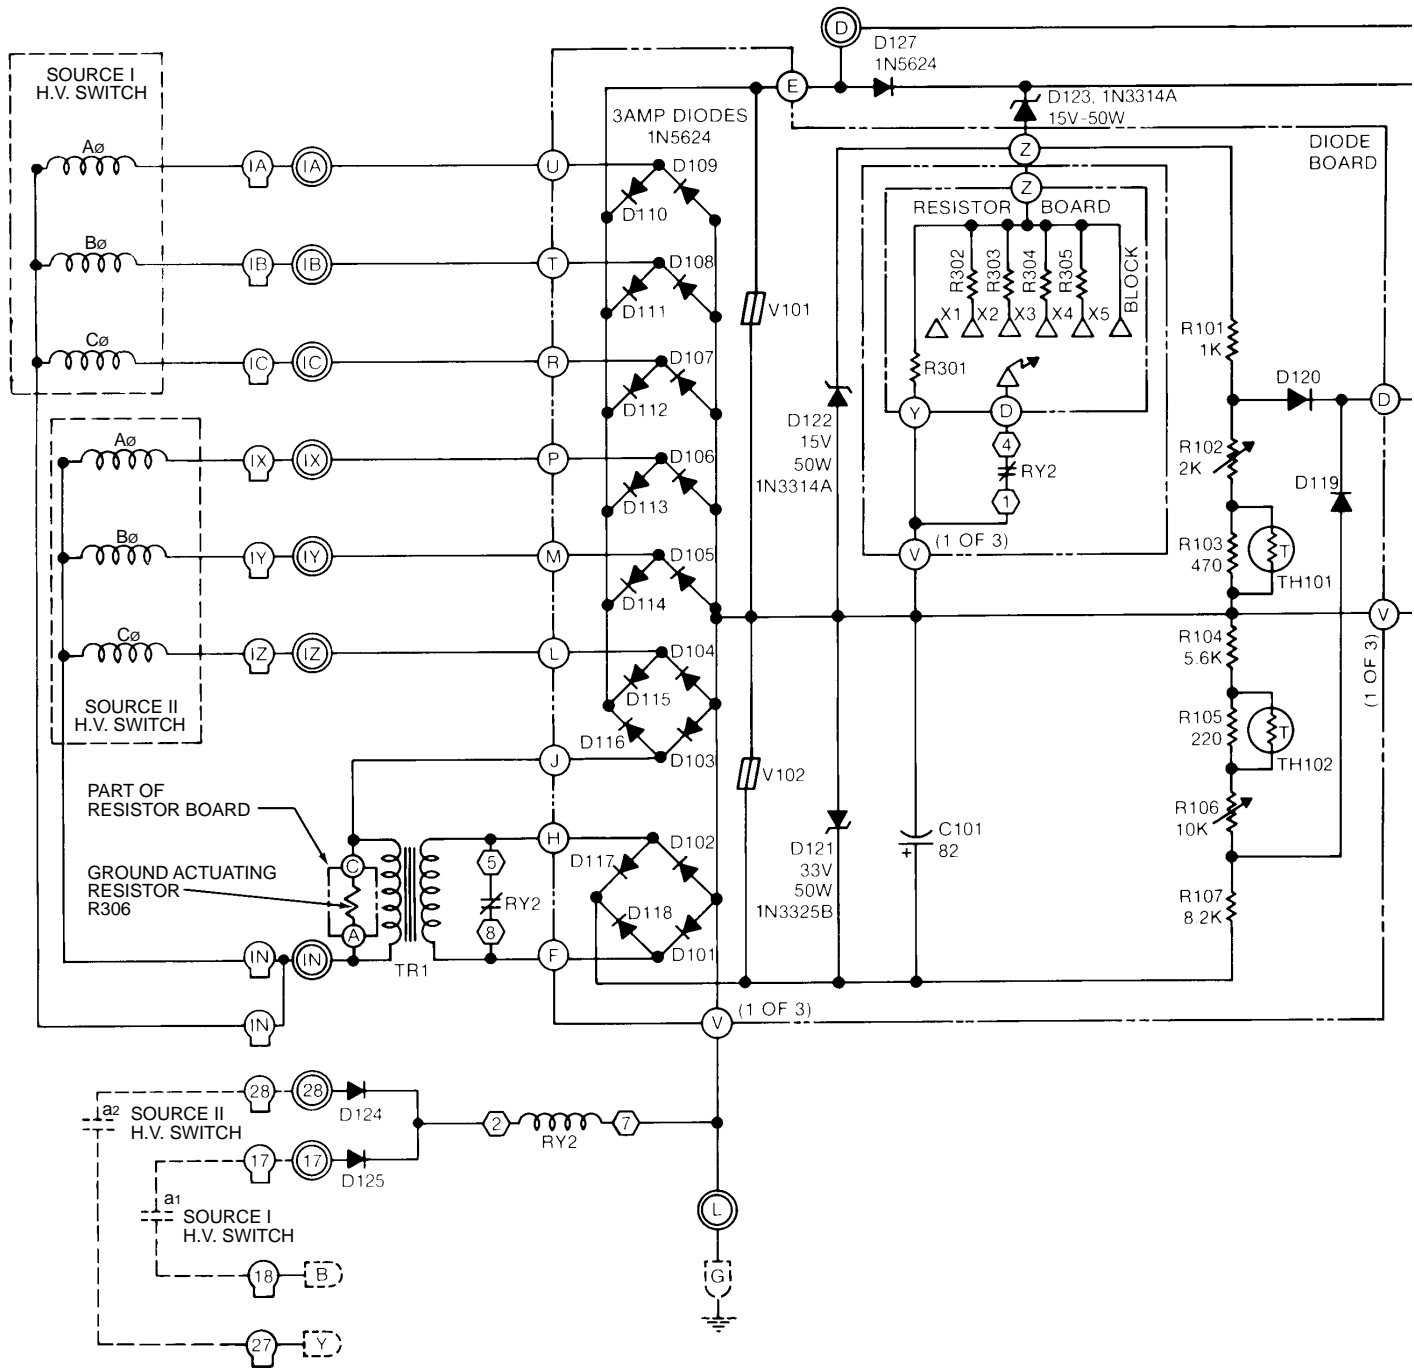 D
D127
1N5624
SOURCE I
H.V. SWITCH
E
3AMP DIODES
1N5624
D123, 1N3314A
15V-50W
DIODE
BOARD
Aø
IA
IA
U
D109
D110
Z
Z
RESISTOR BOARD
Bø
IB
IB
T
D108
D111
R302
R303
R304
R305
BLOCK
V101
X1
X2
X3
X4
X5
R101
1K
Cø
IC
IC
R
D107
D112
R301
D120
D122
15V
50W
1N3314A
Y
D
D
4
RY2
1
R102
2K
D119
Aø
IX
IX
P
D106
D113
Bø
IY
IY
M
D105
D114
(1 OF 3)
V
R103
470
T
TH101
V
(1 OF 3)
Cø
IZ
IZ
L
D104
D115
R104
5.6K
SOURCE II
H.V. SWITCH
D116
D103
J
R105
220
T
TH102
V102
PART OF
RESISTOR BOARD
R106
10K
C
H
D102
D117
5
RY2
8
D121
33V
50W
1N3325B
C101
+ 82
GROUND ACTUATING
RESISTOR
R306
A
D118
D101
R107
8.2K
IN
IN
TR1
F
IN
V
(1 OF 3)
28
28
D124
a2
SOURCE II
H.V. SWITCH
2
RY2
7
17
17
D125
a1
SOURCE I
H.V. SWITCH
L
18
B
G
27
Y